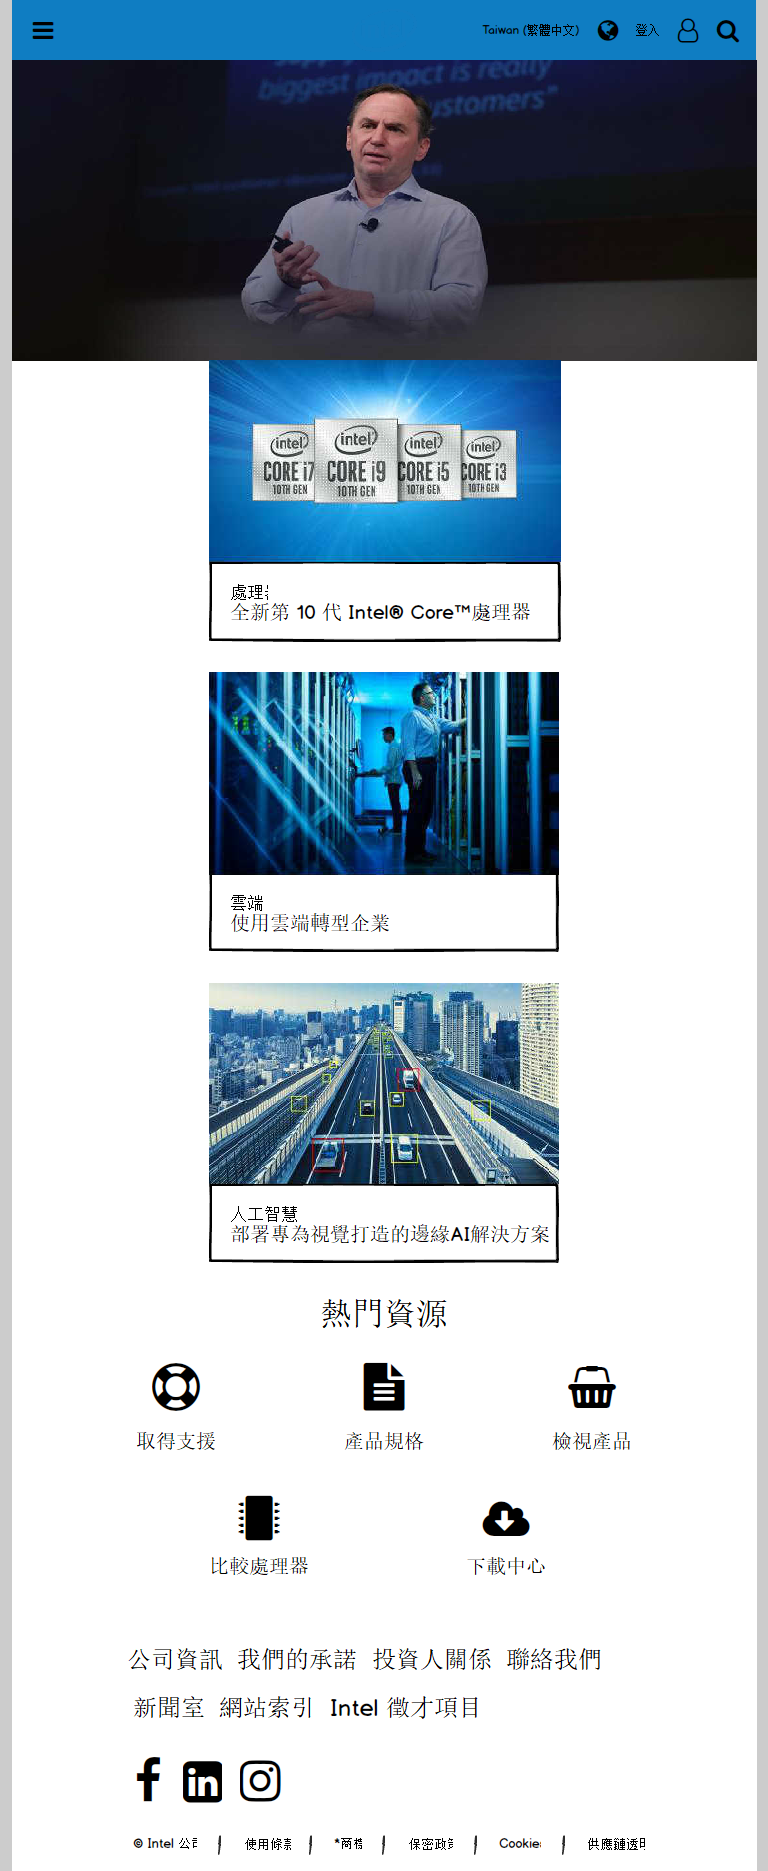 Taiwan (繁體中文) 登入
biggest impact is really
customers"
intel
CORE i7
10TH GEN
intel
CORE i9
10TH GEN
intel
CORE i5
10TH GEN
intel
CORE i3
10TH GEN
處理
全新第 10 代 Intel® Core™處理器
雲端
使用雲端轉型企業
人工智慧
部署專為視覺打造的邊緣AI解決方案
熱門資源
取得支援 產品規格 檢視產品
比較處理器 下載中心
公司資訊 我們的承諾 投資人關係 聯絡我們
新聞室 網站索引 Intel 徵才項目
© Intel 公司 | 使用條款 | *商標 | 保密政策 | Cookies | 供應鏈透明